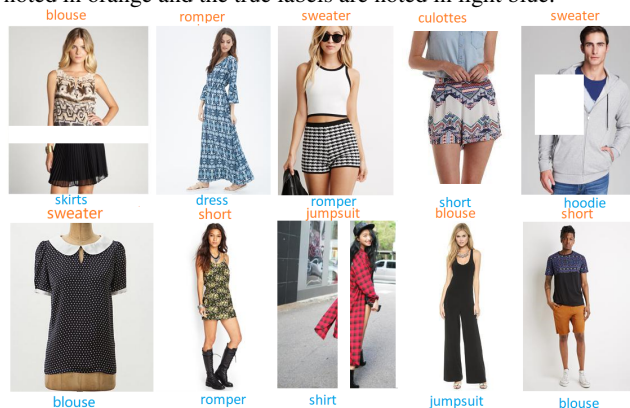 noted in orange and the true labels are noted in light blue.
blouse romper sweater culottes sweater
skirts dress romper short hoodie
sweater short jumpsuit blouse short
blouse romper shirt jumpsuit blouse